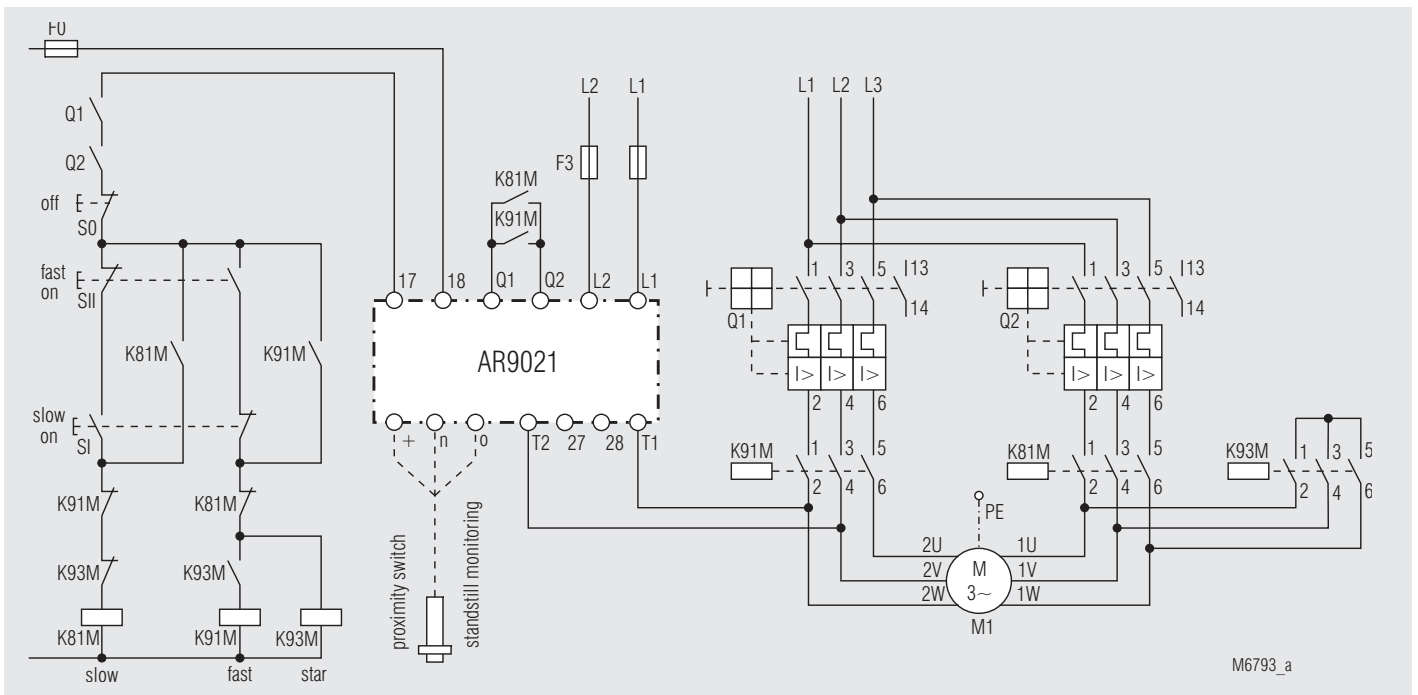 F0
L2 L1
L1 L2 L3
Q1
F3
Q2
K81M
off
K91M
S0
fast
on
SII
17 18 Q1 Q2 L2 L1
1 3 5 13
14
Q1
1 3 5 13
14
Q2
K81M K91M
AR9021
I> I> I>
I> I> I>
slow
on
SI
+ n o T2 27 28 T1
2 4 6
2 4 6
K91M
1 3 5
2 4 6
K81M
1 3 5
2 4 6
K93M
1 3 5
2 4 6
K91M K81M
PE
proximity switch
standstill monitoring
K93M K93M
2U 1U
2V M 1V
2W 3~ 1W
M1
K81M K91M K93M
slow fast star
M6793_a